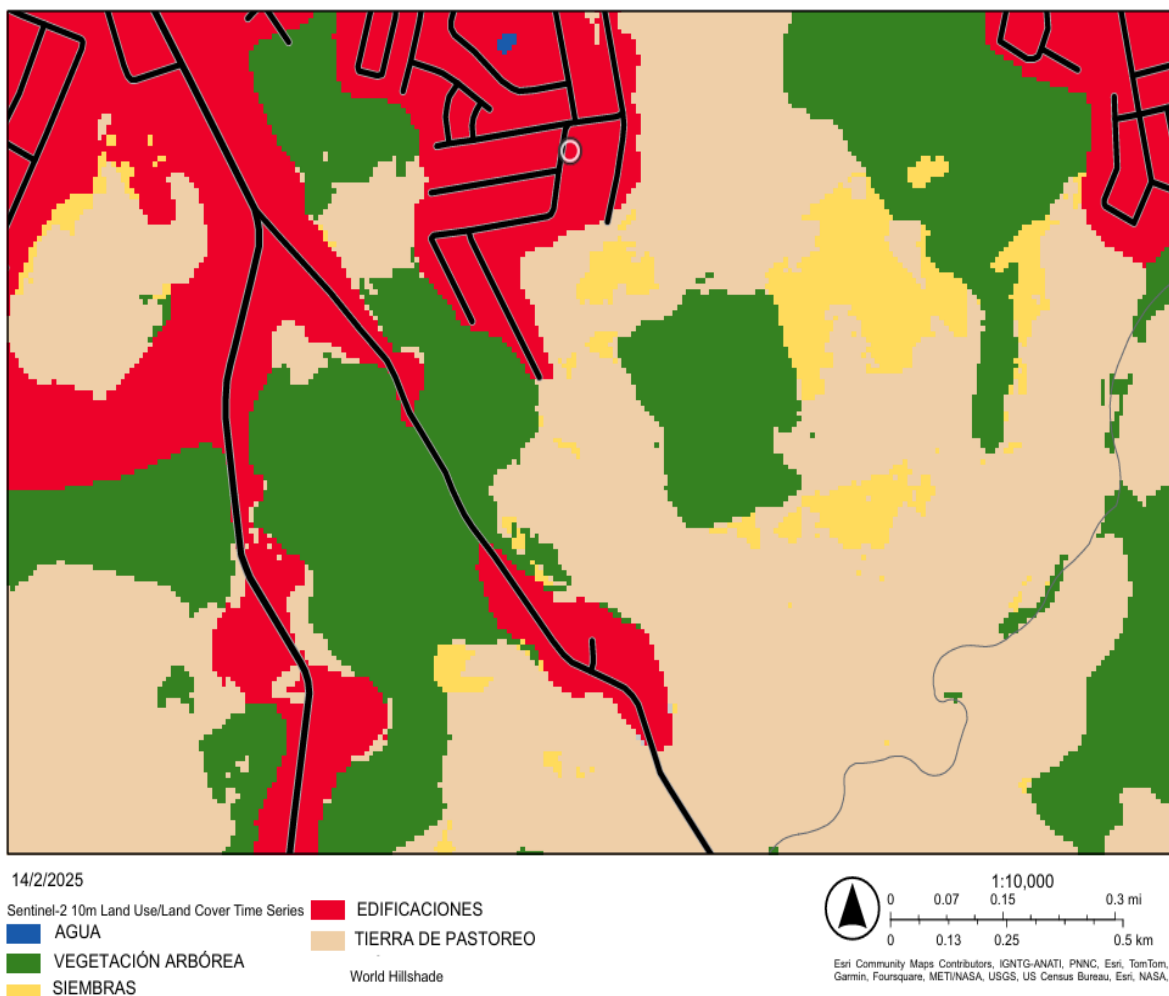 14/2/2025
Sentinel-2 10m Land Use/Land Cover Time Series
AGUA
VEGETACIÓN ARBÓREA
SIEMBRAS
EDIFICACIONES
TIERRA DE PASTOREO
World Hillshade
1:10,000
0 0.07 0.15 0.3 mi
0 0.13 0.25 0.5 km
Esri Community Maps Contributors, IGNTG-ANATI, PNNC, Esri, TomTom,
Garmin, Foursquare, METI/NASA, USGS, US Census Bureau, Esri, NASA,